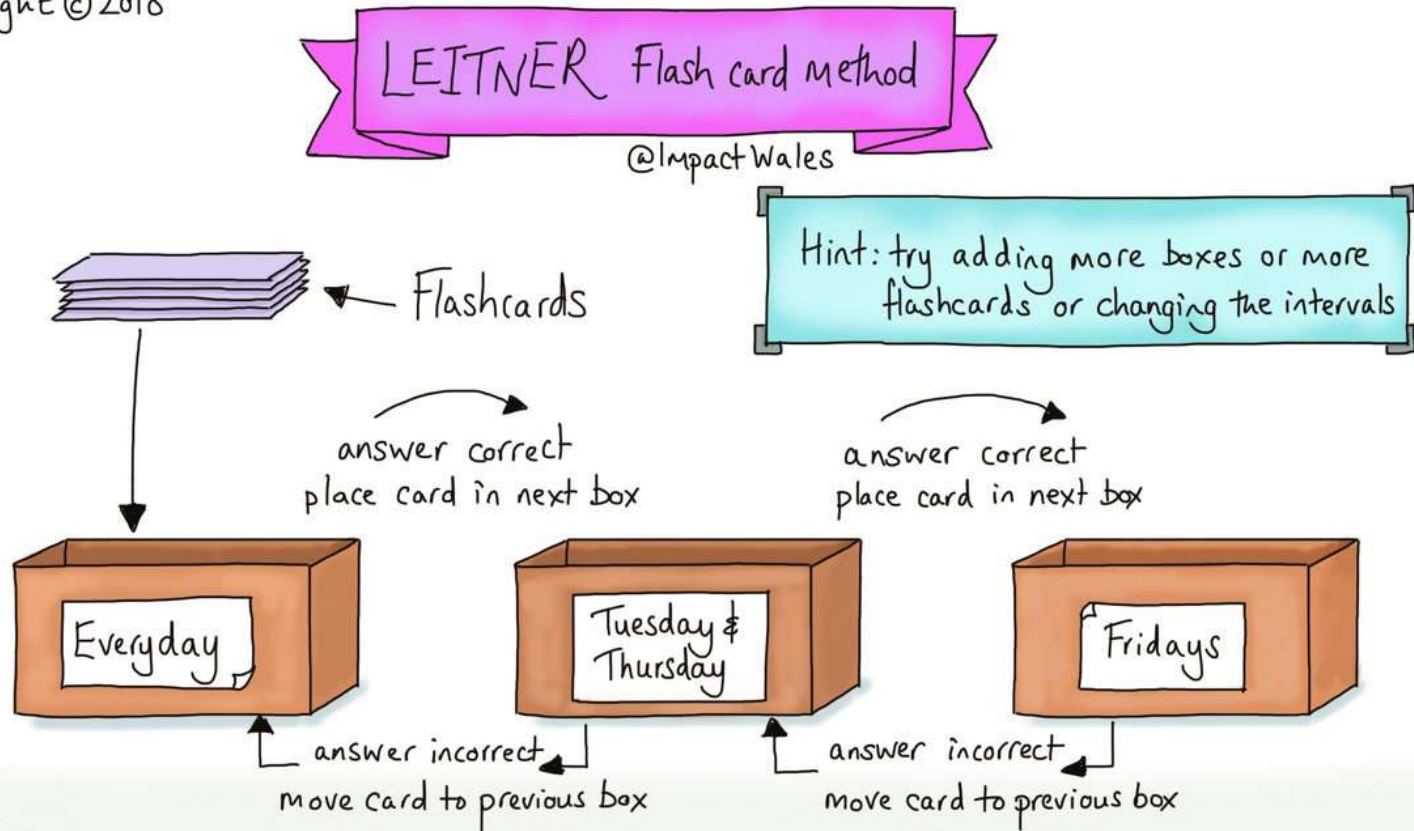 © 2018
LEITNER Flash card method
@ImpactWales
Hint: try adding more boxes or more
flashcards or changing the intervals
Flashcards
answer correct
place card in next box
answer correct
place card in next box
Everyday
Tuesday &
Thursday
Fridays
answer incorrect
move card to previous box
answer incorrect
move card to previous box